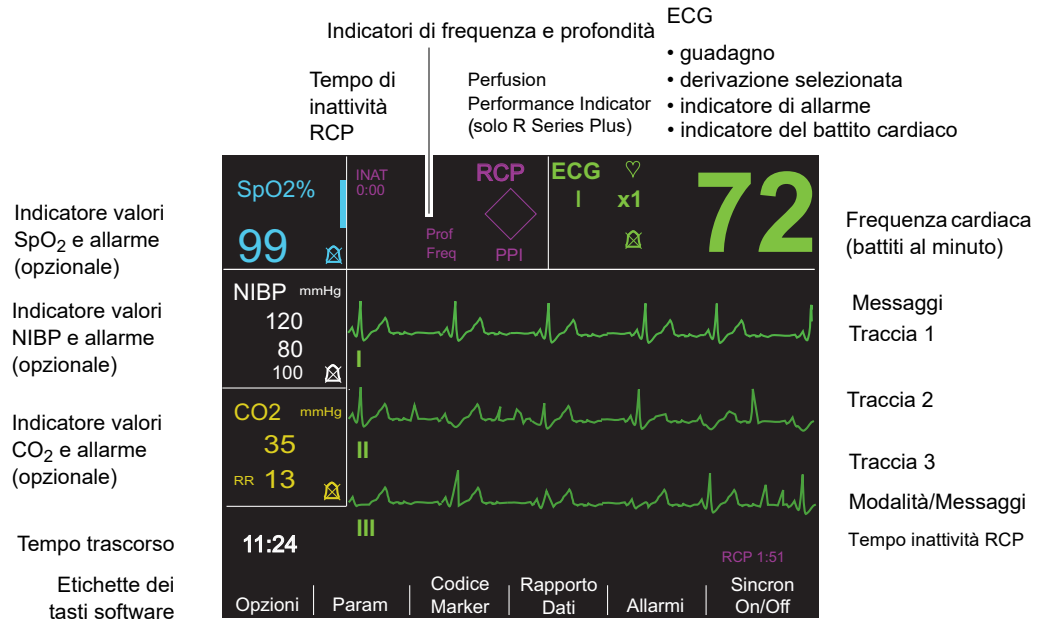 Indicatori di frequenza e profondità
ECG
• guadagno
• derivazione selezionata
• indicatore di allarme
• indicatore del battito cardiaco
Tempo di
inattività
RCP
Perfusion
Performance Indicator
(solo R Series Plus)
Indicatore valori
SpO2 e allarme
(opzionale)
Indicatore valori
NIBP e allarme
(opzionale)
Indicatore valori
CO2 e allarme
(opzionale)
Tempo trascorso
Etichette dei
tasti software
SpO2%
99
INAT
0:00
RCP
Prof
Freq
PPI
ECG
I x1
72
NIBP mmHg
120
80
100
I
CO2 mmHg
35
RR 13
II
III
11:24
RCP 1:51
Opzioni
Param
Codice
Marker
Rapporto
Dati
Allarmi
Sincron
On/Off
Frequenza cardiaca
(battiti al minuto)
Messaggi
Traccia 1
Traccia 2
Traccia 3
Modalità/Messaggi
Tempo inattività RCP